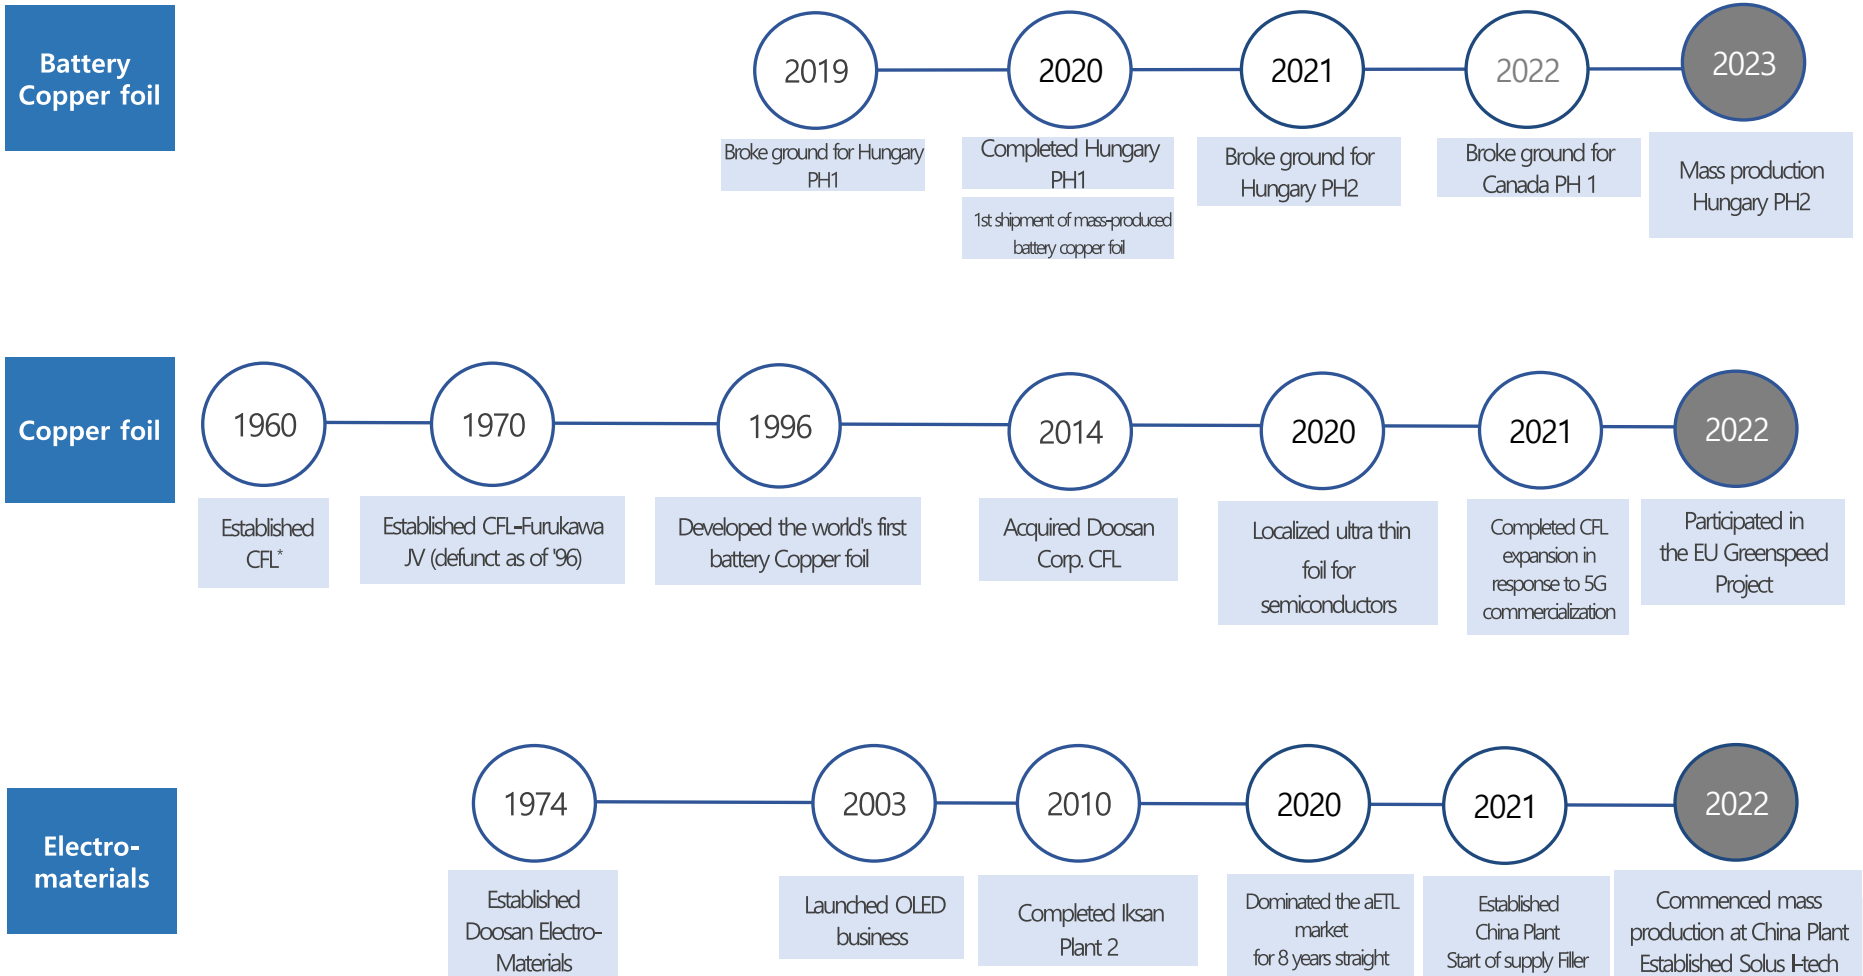 Battery
Copper foil
2019
2020
2021
2022
2023
Broke ground for Hungary
PH1
Completed Hungary
PH1
1st shipment of mass-produced
battery copper foil
Broke ground for
Hungary PH2
Broke ground for
Canada PH 1
Mass production
Hungary PH2
Copper foil
1960
1970
1996
2014
2020
2021
2022
Established
CFL*
Established CFL-Furukawa
JV (defunct as of '96)
Developed the world's first
battery Copper foil
Acquired Doosan
Corp. CFL
Localized ultra thin
foil for
semiconductors
Completed CFL
expansion in
response to 5G
commercialization
Participated in
the EU Greenspeed
Project
Electro-
materials
1974
2003
2010
2020
2021
2022
Established
Doosan Electro-
Materials
Launched OLED
business
Completed Iksan
Plant 2
Dominated the aETL
market
for 8 years straight
Established
China Plant
Start of supply Filler
Commenced mass
production at China Plant
Established Solus I-tech